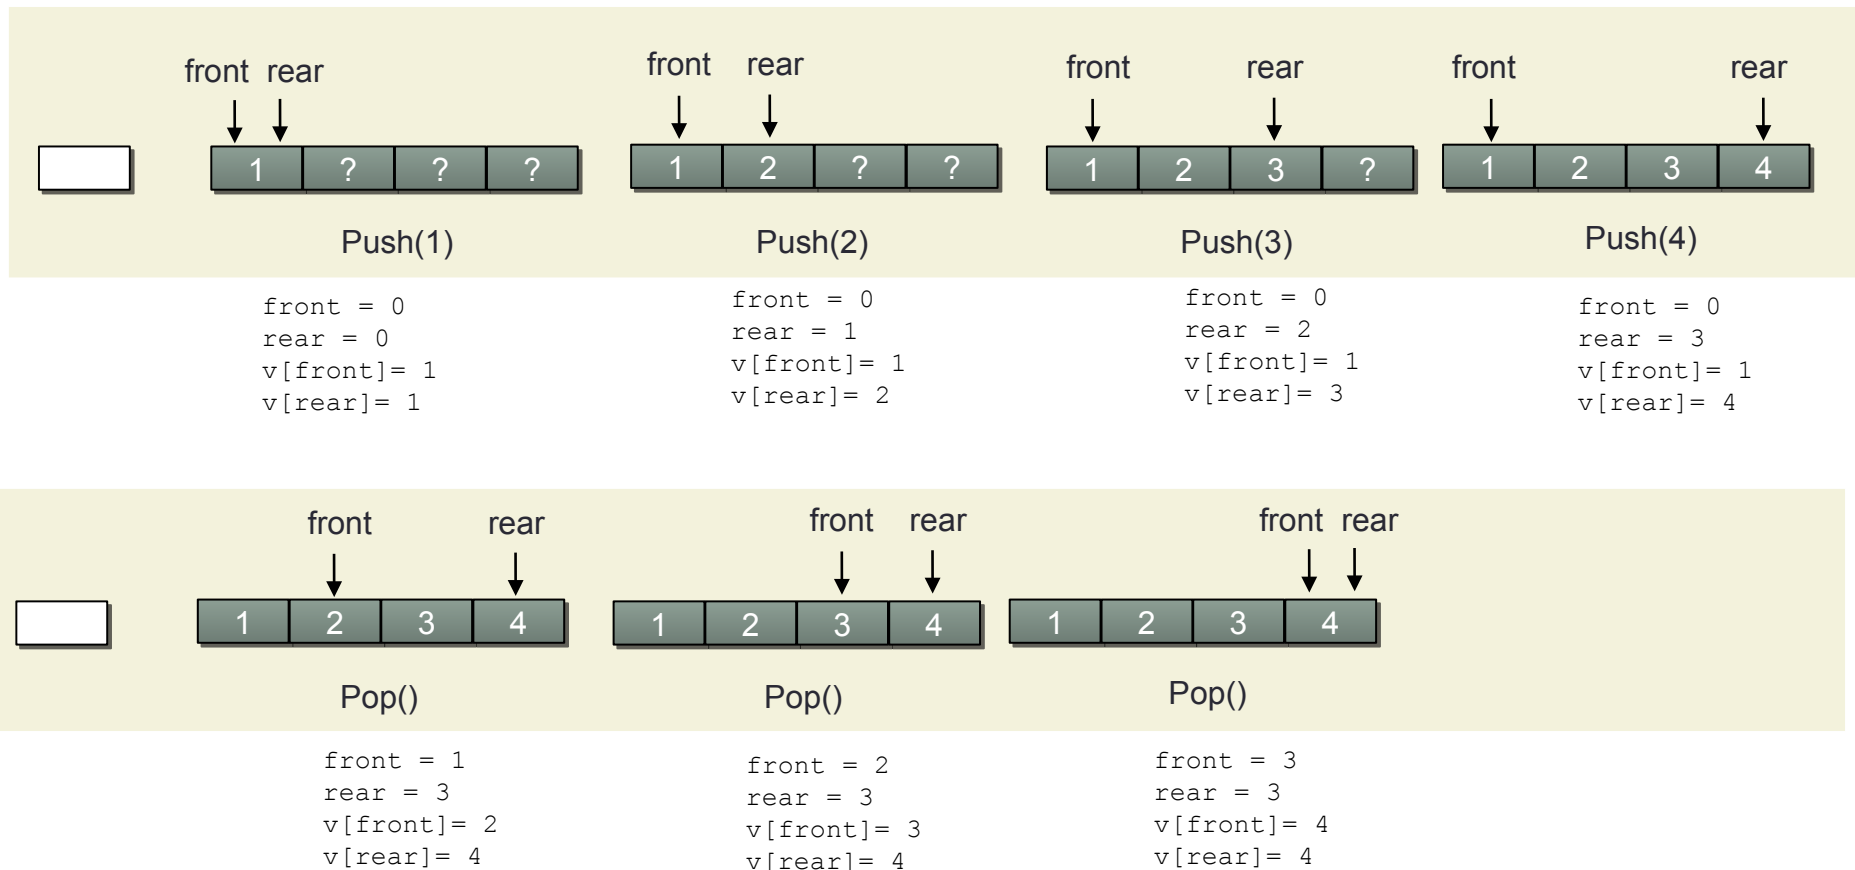 front rear
1 ? ? ?
Push(1)
front = 0
rear = 0
v[front]= 1
v[rear]= 1
front rear
1 2 ? ?
Push(2)
front = 0
rear = 1
v[front]= 1
v[rear]= 2
front rear
1 2 3 ?
Push(3)
front = 0
rear = 2
v[front]= 1
v[rear]= 3
front rear
1 2 3 4
Push(4)
front = 0
rear = 3
v[front]= 1
v[rear]= 4
front rear
1 2 3 4
Pop()
front = 1
rear = 3
v[front]= 2
v[rear]= 4
front rear
1 2 3 4
Pop()
front = 2
rear = 3
v[front]= 3
v[rear]= 4
front rear
1 2 3 4
Pop()
front = 3
rear = 3
v[front]= 4
v[rear]= 4